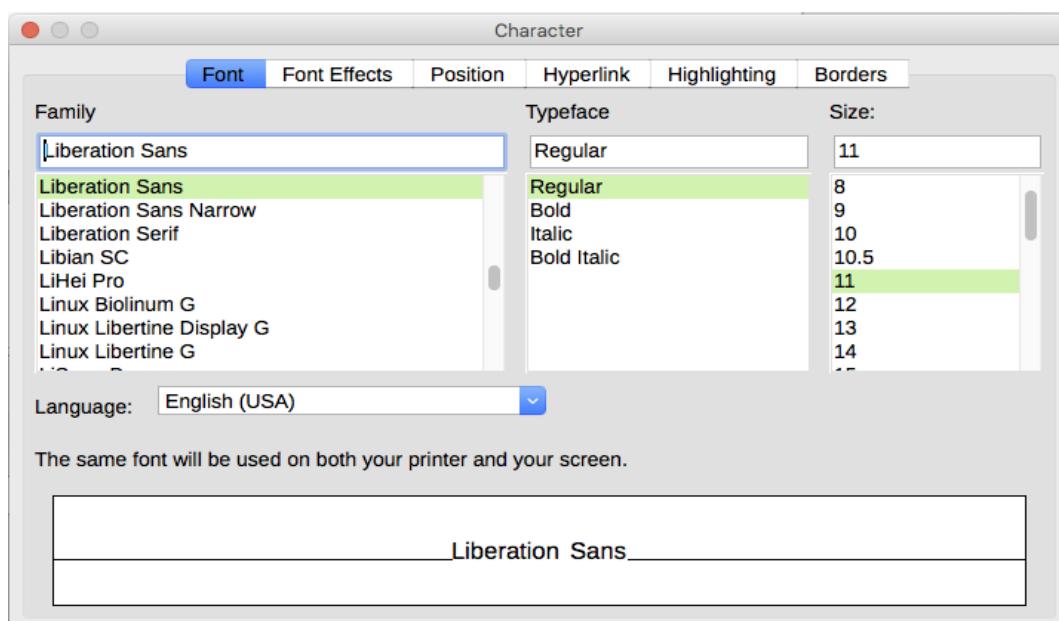 Character
Font Font Effects Position Hyperlink Highlighting Borders
Family Typeface Size:
Liberation Sans Regular 11
Liberation Sans Regular 8
Liberation Sans Narrow Bold 9
Liberation Serif Italic 10
Libian SC Bold Italic 10.5
LiHei Pro 11
Linux Biolinum G 12
Linux Libertine Display G 13
Linux Libertine G 14
Language: English (USA)
The same font will be used on both your printer and your screen.
Liberation Sans